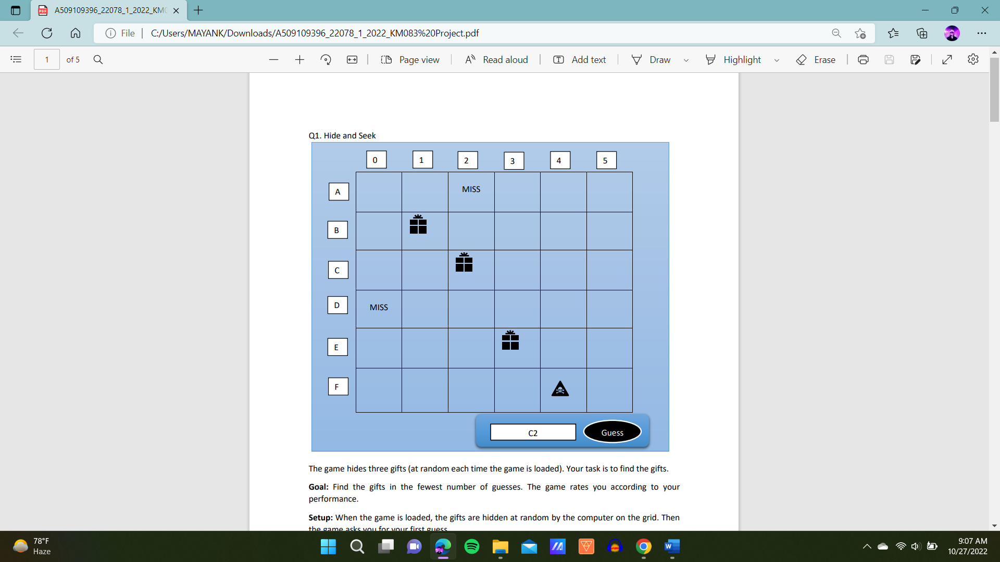 A509109396_22078_1_2022_KM0
File
C:/Users/MAYANK/Downloads/A509109396_22078_1_2022_KM083%20Project.pdf
1 of 5
Page view
Read aloud
Add text
Draw
Highlight
Erase
Q1. Hide and Seek
0 1 2 3 4 5
A MISS
B
C
D MISS
E
F
C2 Guess
The game hides three gifts (at random each time the game is loaded). Your task is to find the gifts.
Goal: Find the gifts in the fewest number of guesses. The game rates you according to your
performance.
Setup: When the game is loaded, the gifts are hidden at random by the computer on the grid. Then
the game asks you for your first guess.
78°F
Haze
9:07 AM
10/27/2022